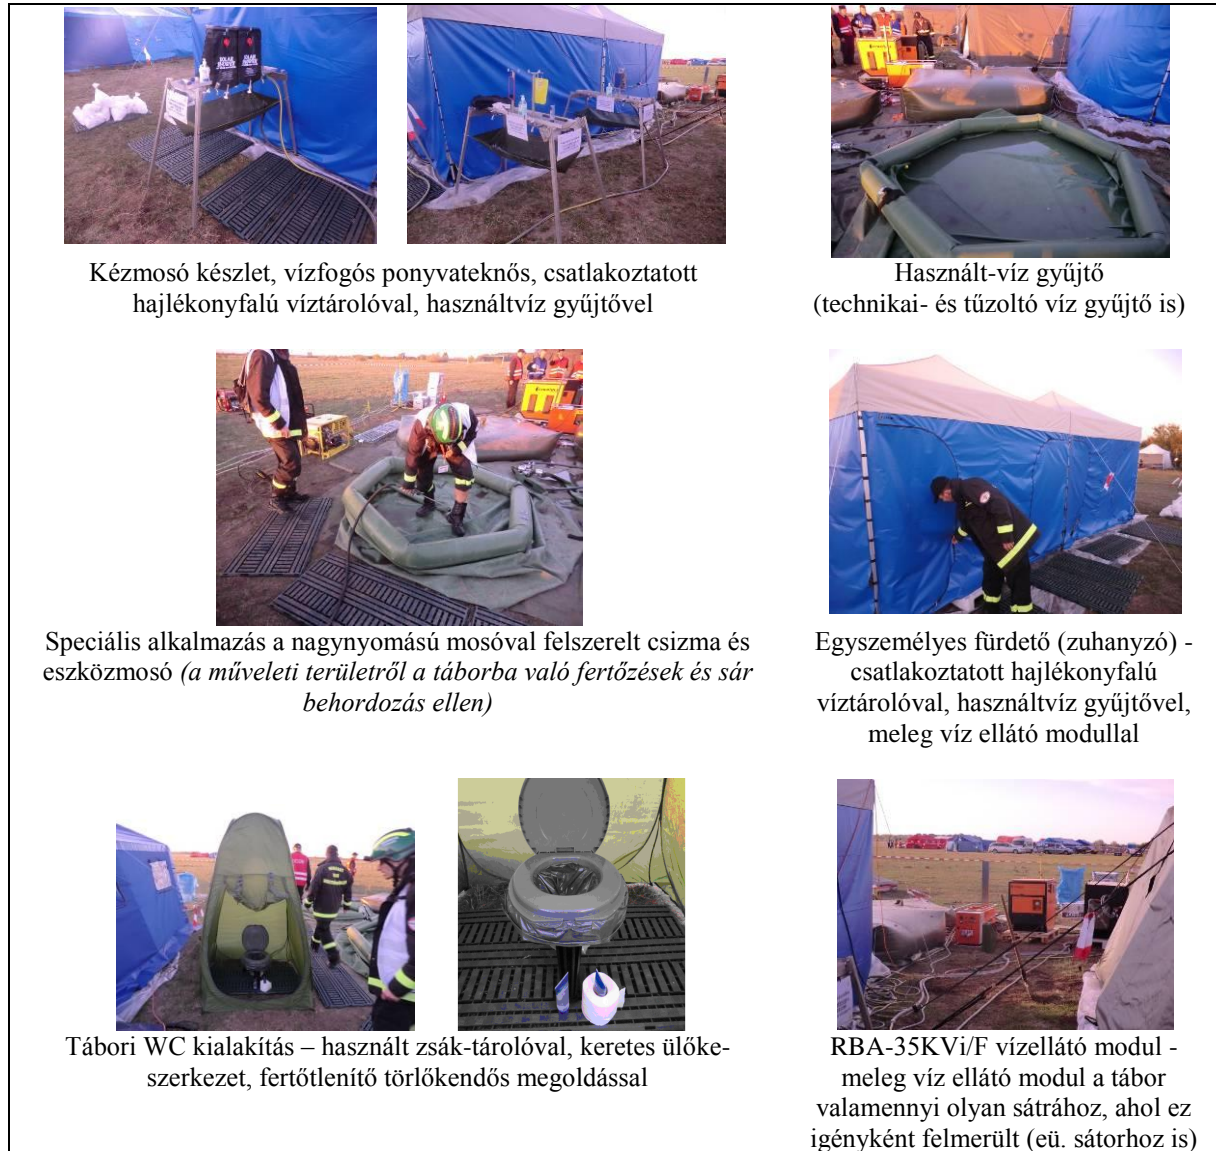 SOLAR
SHOWER
SOLAR
SHOWER
Kézmosó készlet, vízfogós ponyvateknős, csatlakoztatott
hajlékonyfalú víztárolóval, használtvíz gyűjtővel
Használt-víz gyűjtő
(technikai- és tűzoltó víz gyűjtő is)
Speciális alkalmazás a nagynyomású mosóval felszerelt csizma és
eszközmosó (a műveleti területről a táborba való fertőzések és sár
behordozás ellen)
Egyszemélyes fürdető (zuhanyzó) -
csatlakoztatott hajlékonyfalú
víztárolóval, használtvíz gyűjtővel,
meleg víz ellátó modullal
Tábori WC kialakítás – használt zsák-tárolóval, keretes ülőke-
szerkezet, fertőtlenítő törlőkendős megoldással
RBA-35KVi/F vízellátó modul -
meleg víz ellátó modul a tábor
valamennyi olyan sátrához, ahol ez
igényként felmerült (eü. sátorhoz is)